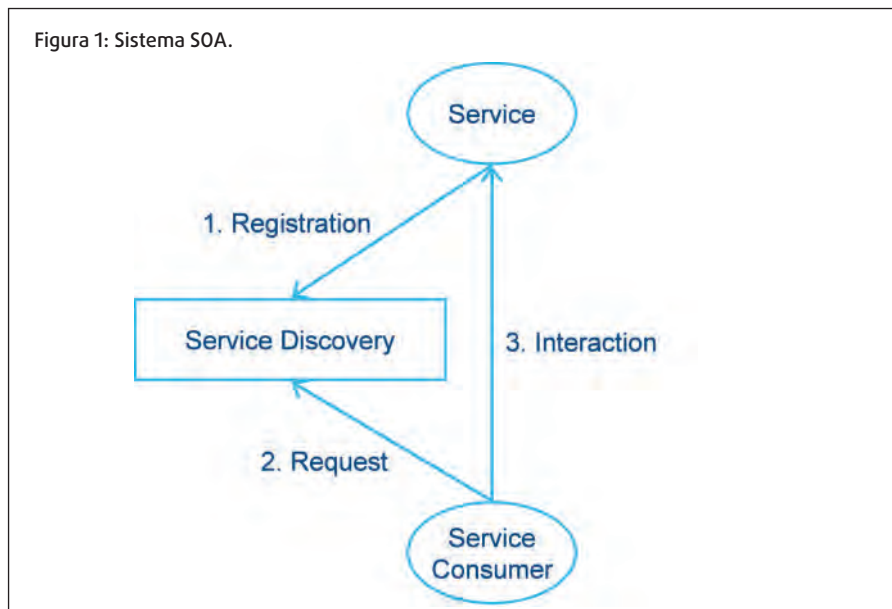 Figura 1: Sistema SOA.
Service
1. Registration
Service Discovery
3. Interaction
2. Request
Service
Consumer